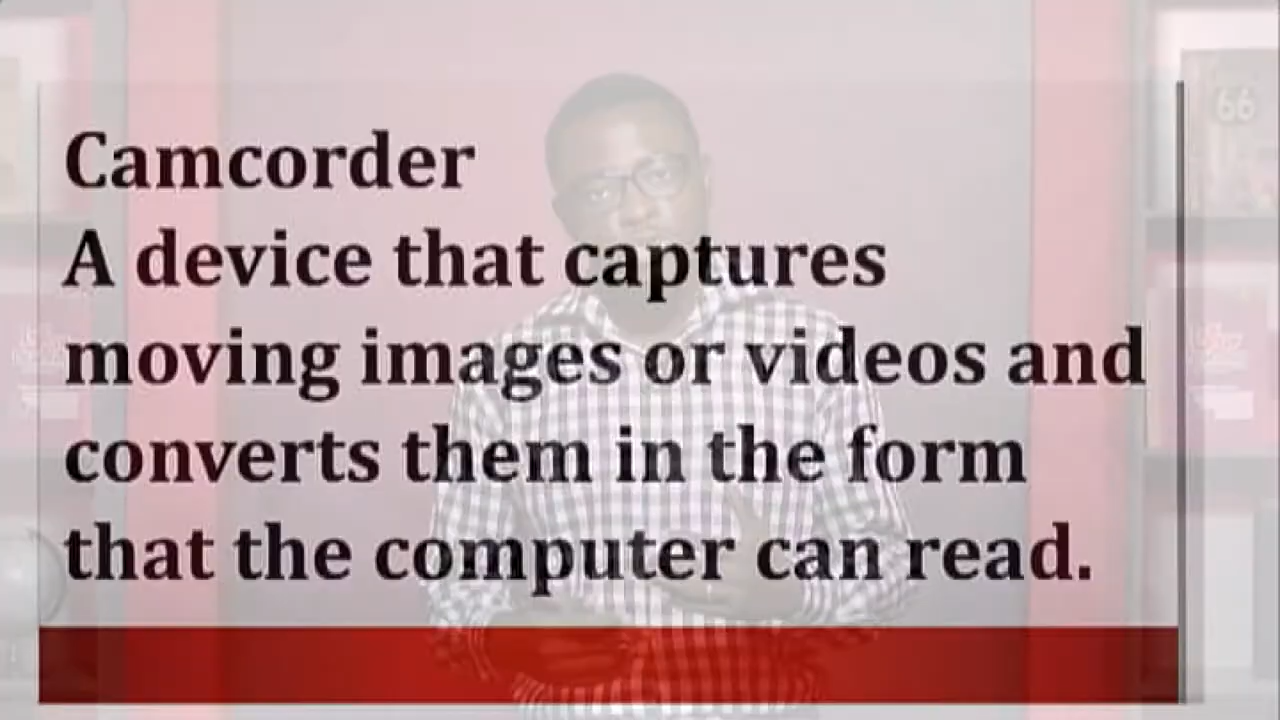 66
Camcorder
A device that captures
moving images or videos and
converts them in the form
that the computer can read.